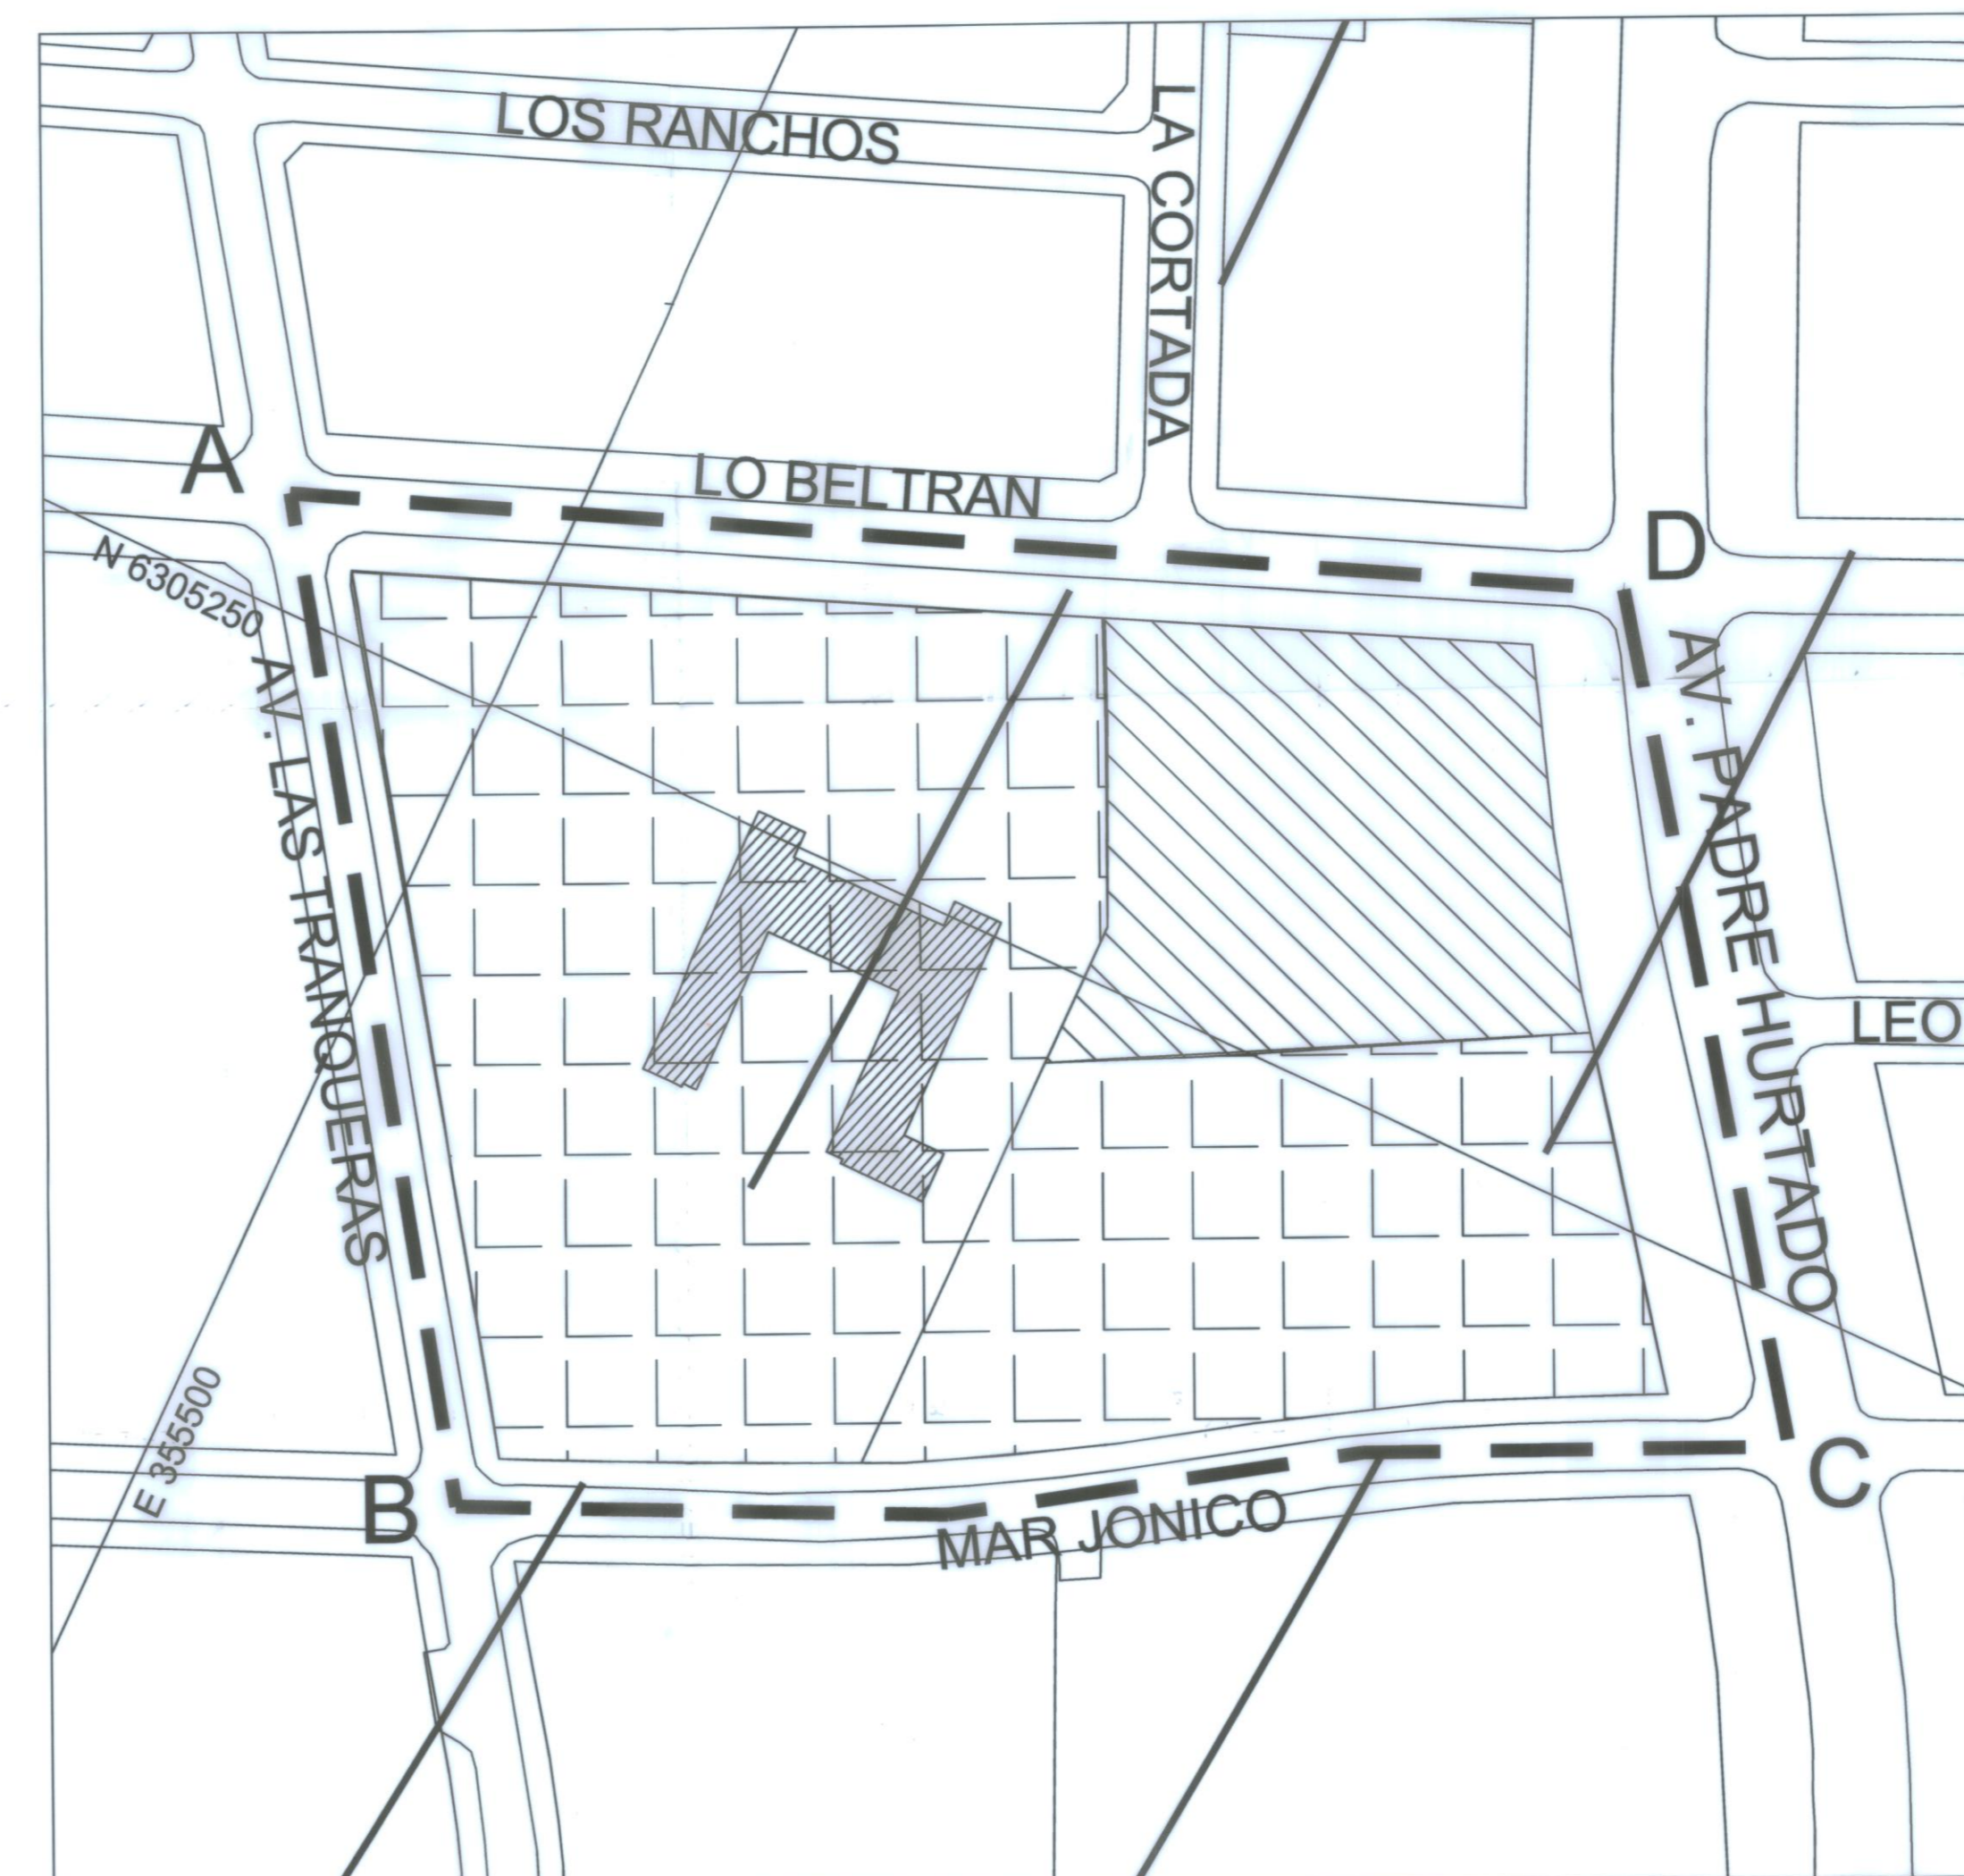 LOS RANCHOS
LA CORTADA
A
LO BELTRAN
D
N 6305250
AV. LAS TRANQUERAS
AV. PADRE HURTADO
LEO
E 355500
B
MAR JONICO
C